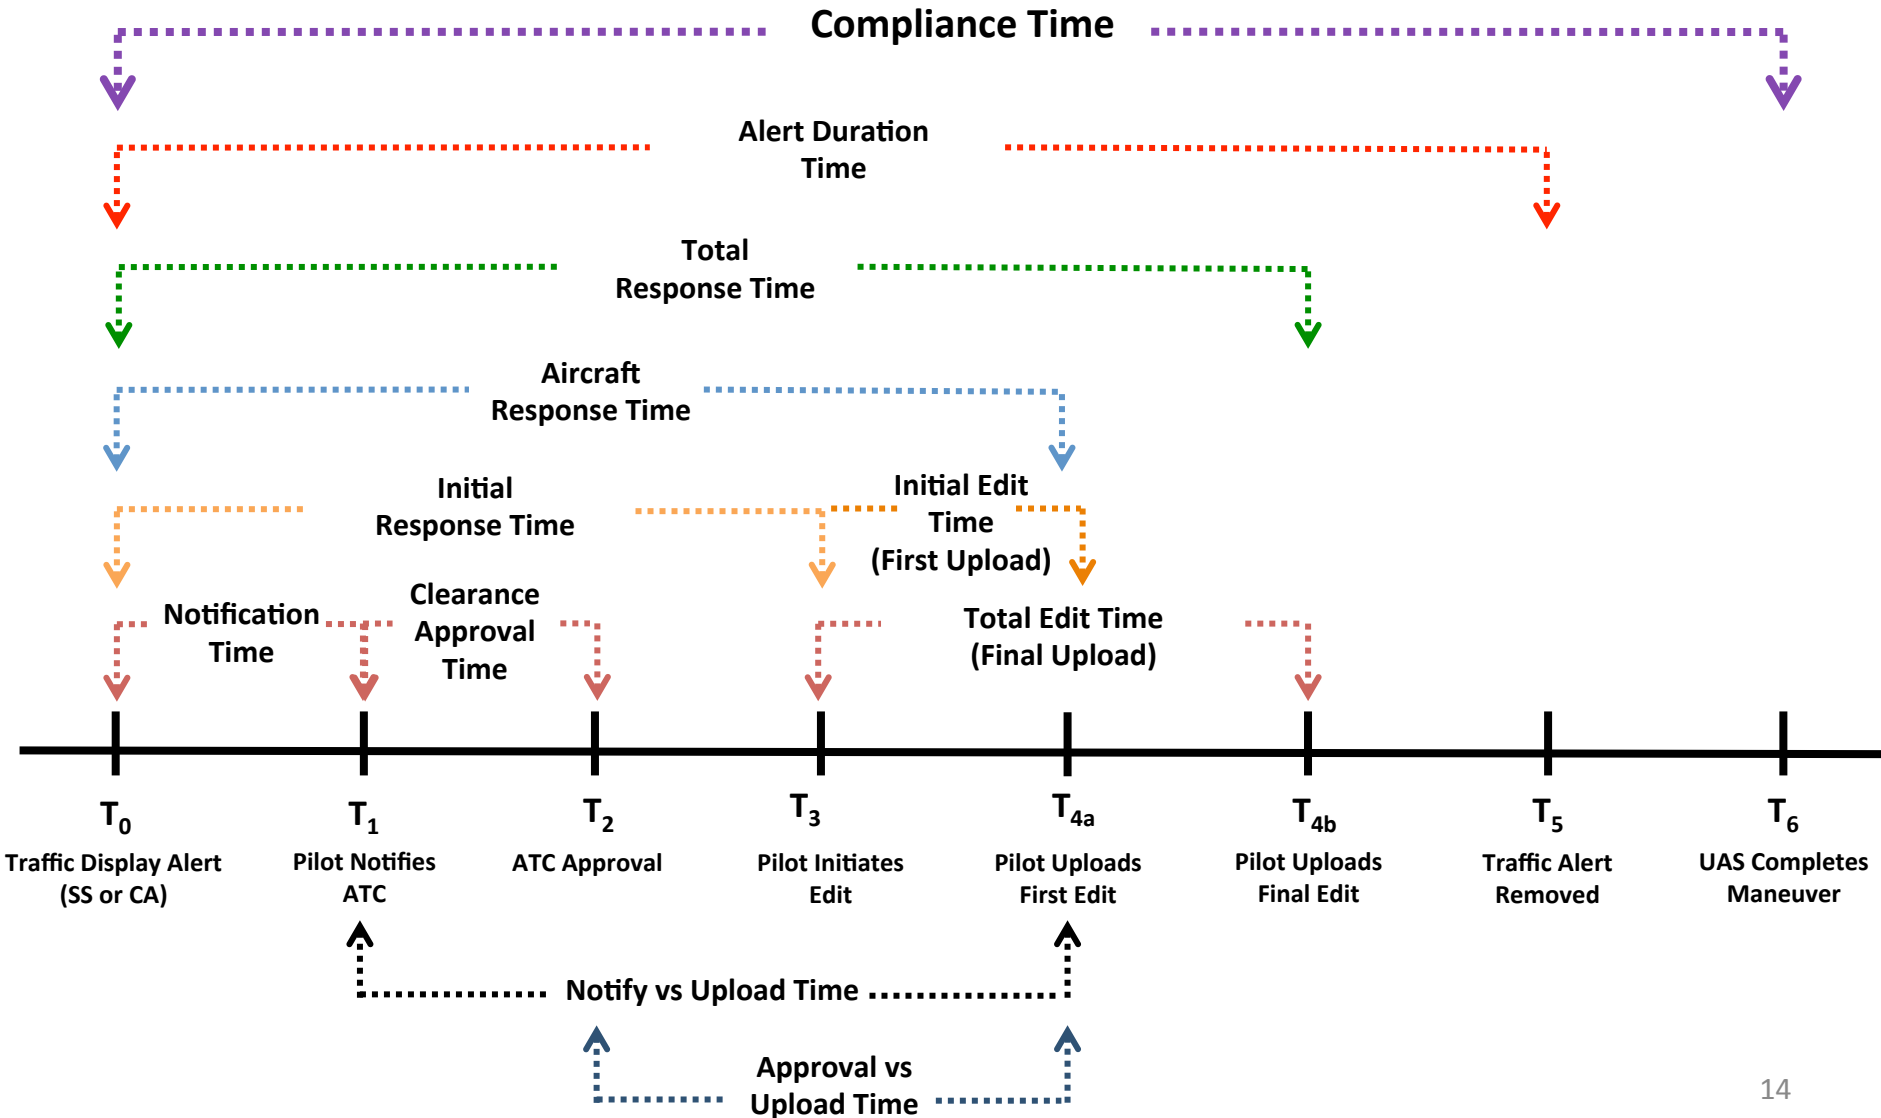 Compliance Time
Alert Duration
Time
Total
Response Time
Aircraft
Response Time
Initial
Response Time
Initial Edit
Time
(First Upload)
Notification
Time
Clearance
Approval
Time
Total Edit Time
(Final Upload)
T0
T1
T2
T3
T4a
T4b
T5
T6
Traffic Display Alert
(SS or CA)
Pilot Notifies
ATC
ATC Approval
Pilot Initiates
Edit
Pilot Uploads
First Edit
Pilot Uploads
Final Edit
Traffic Alert
Removed
UAS Completes
Maneuver
Notify vs Upload Time
Approval vs
Upload Time
14